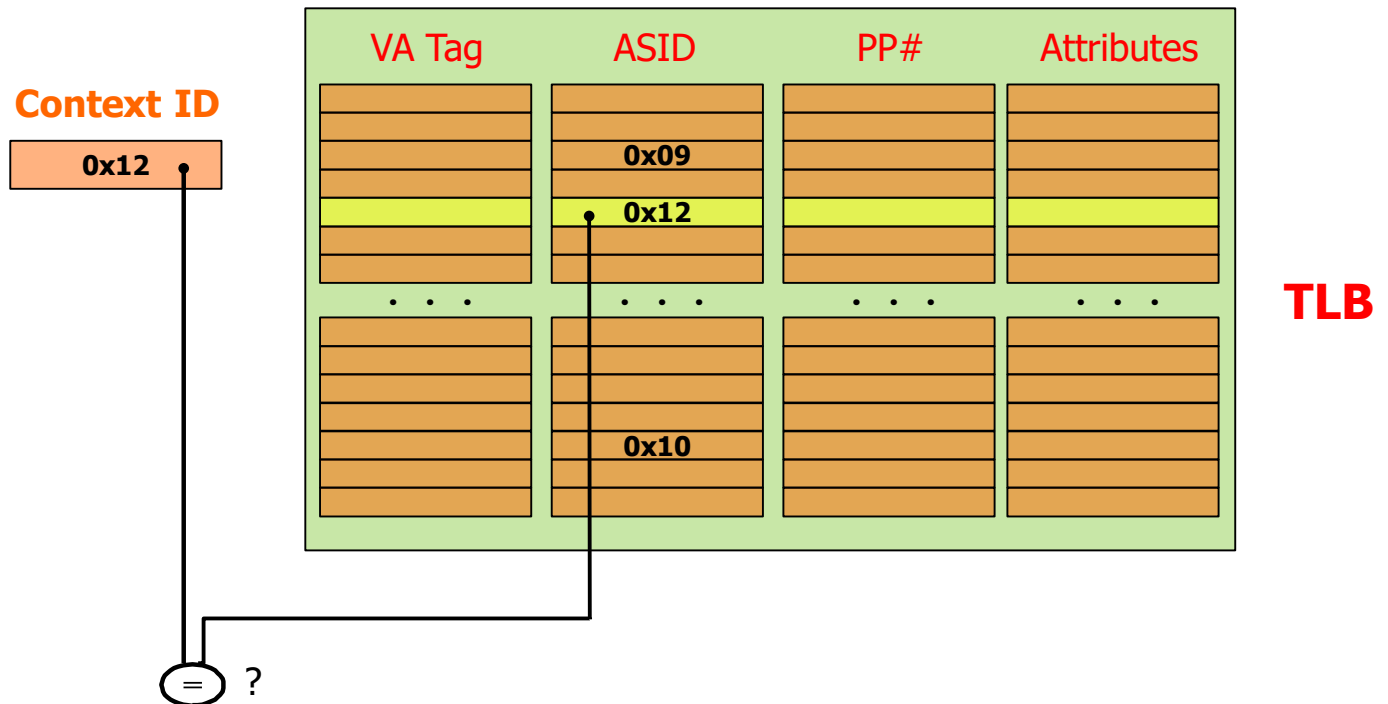 VA Tag ASID PP# Attributes
Context ID
0x12
0x09
0x12
. . . . . . . . . . . .
TLB
0x10
= ?